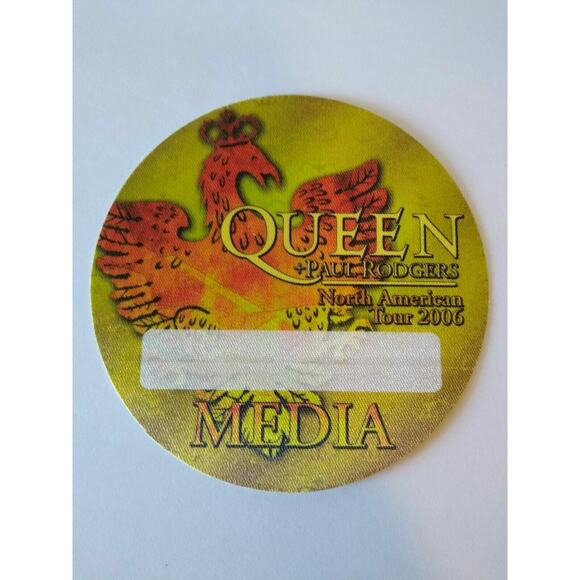 QUEEN
+PAUL RODGERS
North American
Tour 2006
MEDIA